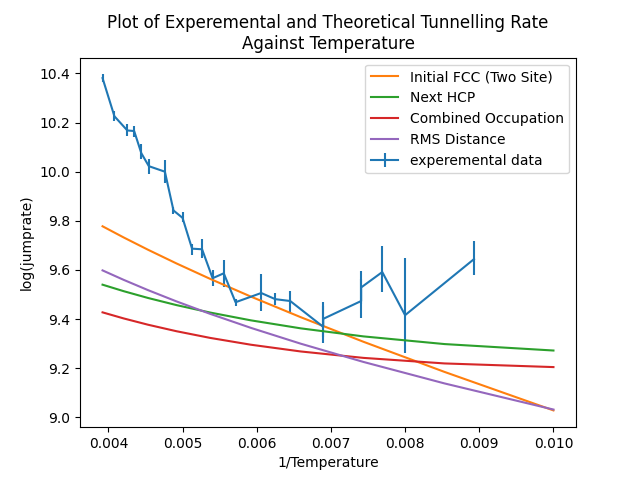 Plot of Experemental and Theoretical Tunnelling Rate
Against Temperature
Initial FCC (Two Site)
Next HCP
Combined Occupation
RMS Distance
experemental data
log(jumprate)
10.4
10.2
10.0
9.8
9.6
9.4
9.2
9.0
0.004
0.005
0.006
0.007
0.008
0.009
0.010
1/Temperature